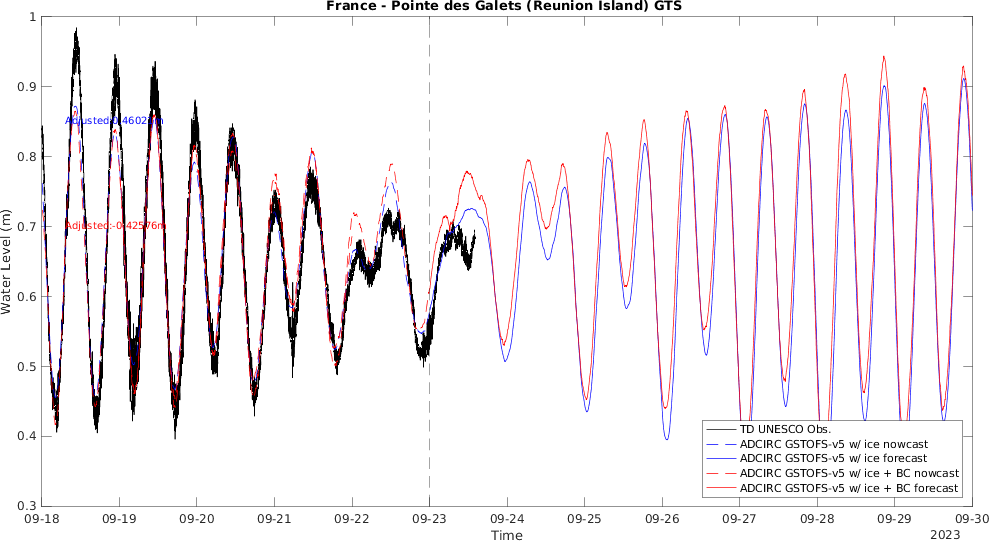 France - Pointe des Galets (Reunion Island) GTS
Water Level (m)
1
0.9
0.8
0.7
0.6
0.5
0.4
0.3
Adjusted:-0.42576m
TD UNESCO Obs.
ADCIRC GSTOFS-v5 w/ ice nowcast
ADCIRC GSTOFS-v5 w/ ice forecast
ADCIRC GSTOFS-v5 w/ ice + BC nowcast
ADCIRC GSTOFS-v5 w/ ice + BC forecast
09-18 09-19 09-20 09-21 09-22 09-23 09-24 09-25 09-26 09-27 09-28 09-29 09-30
Time
2023